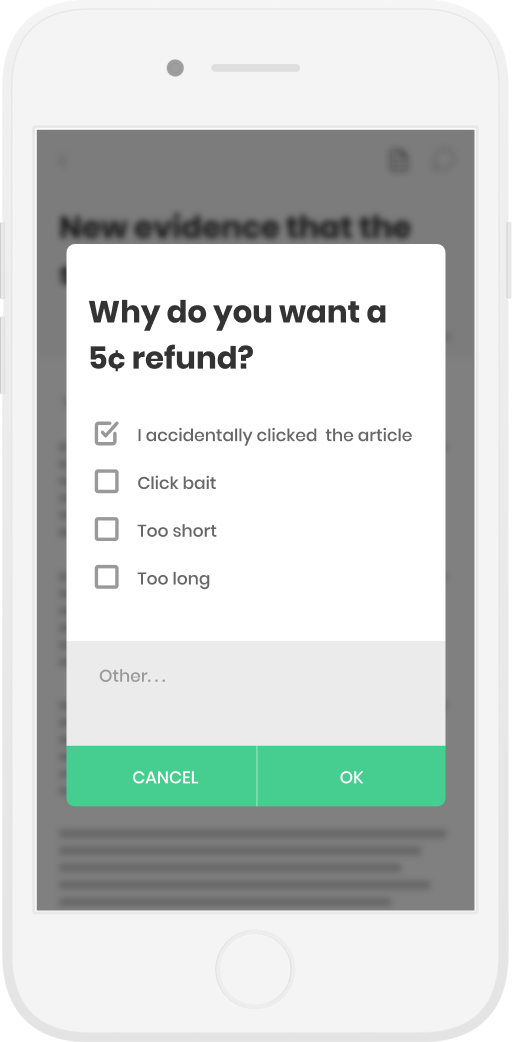 New evidence that the
Why do you want a
5¢ refund?
I accidentally clicked  the article
Click bait
Too short
Too long
Other...
CANCEL
OK